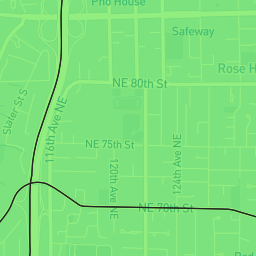 Pho House
Safeway
Rose H
NE 80th St
Slater St S
116th Ave NE
NE 75th St
120th Ave NE
124th Ave NE
NE 70th St